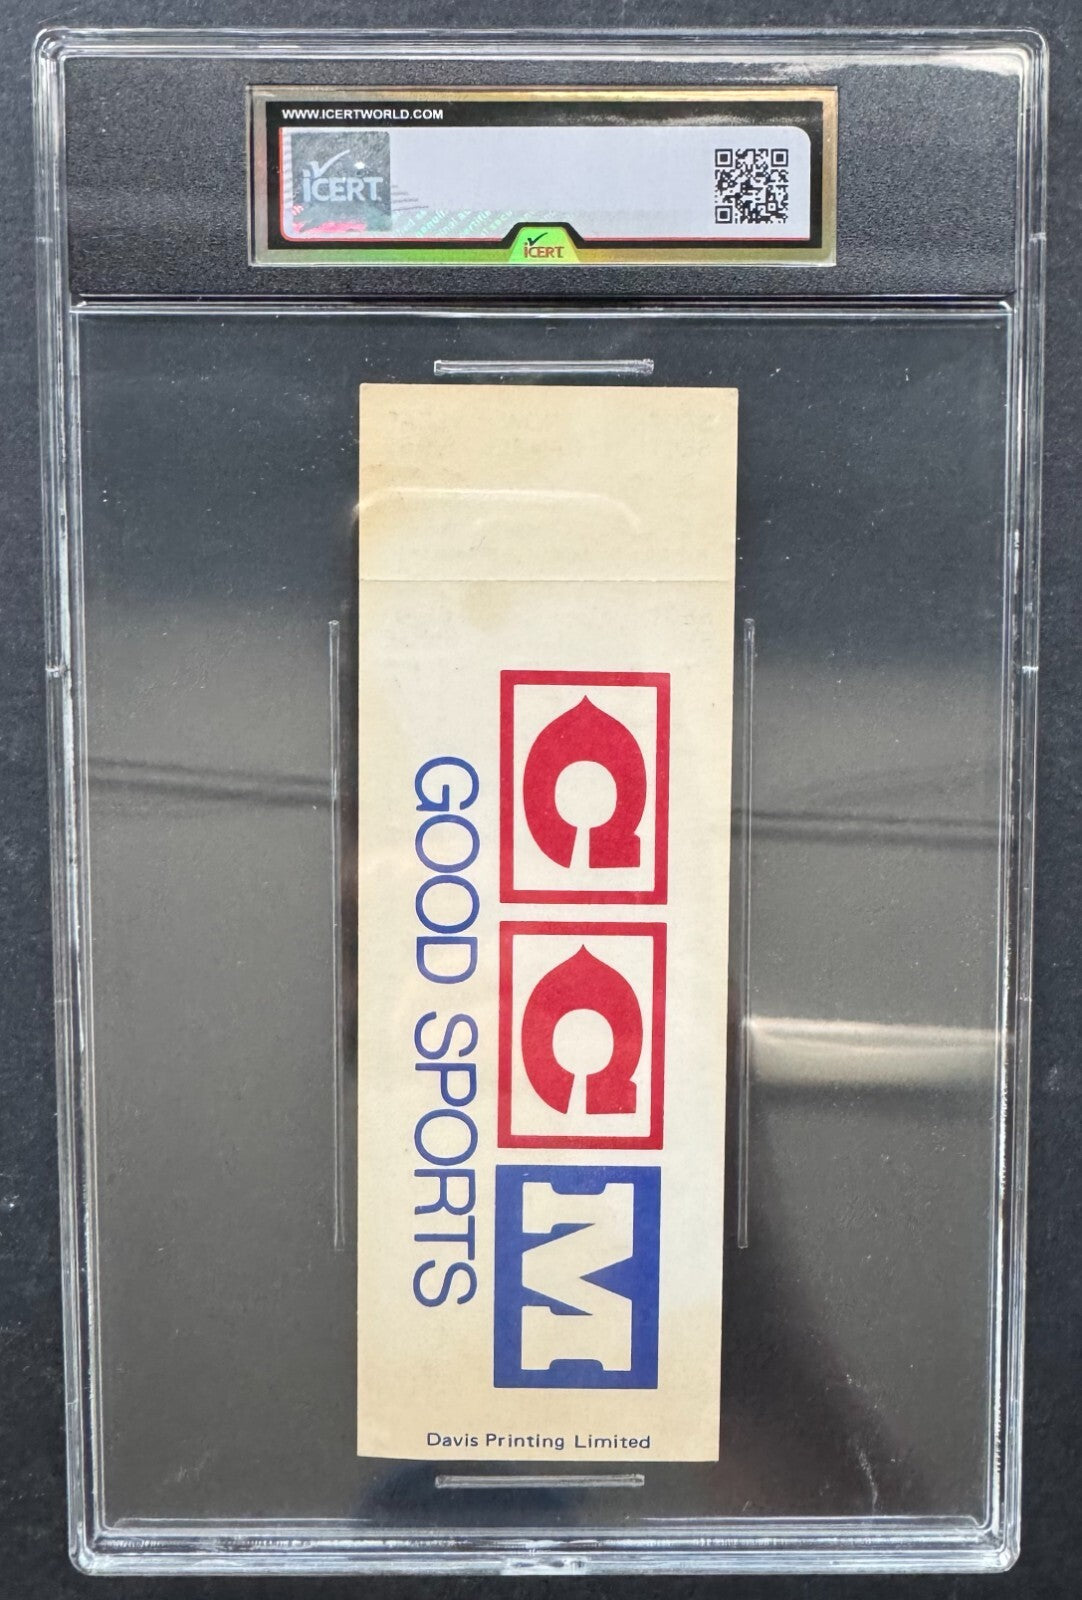 WWW.ICERTWORLD.COM
iCERT
iCERT
CCM
GOOD SPORTS
Davis Printing Limited